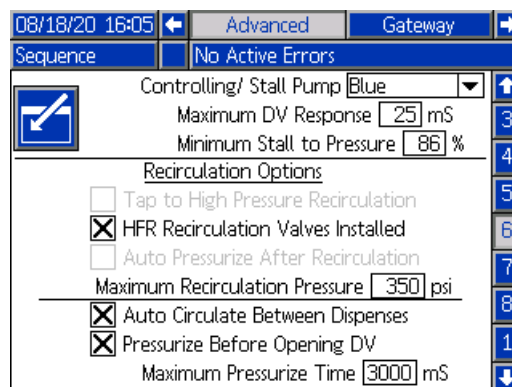 08/18/20 16:05 Advanced Gateway
Sequence No Active Errors
Controlling/ Stall Pump Blue
Maximum DV Response 25 mS
Minimum Stall to Pressure 86 %
Recirculation Options
Tap to High Pressure Recirculation
HFR Recirculation Valves Installed
Auto Pressurize After Recirculation
Maximum Recirculation Pressure 350 psi
Auto Circulate Between Dispenses
Pressurize Before Opening DV
Maximum Pressurize Time 3000 mS
3
4
5
6
7
8
1